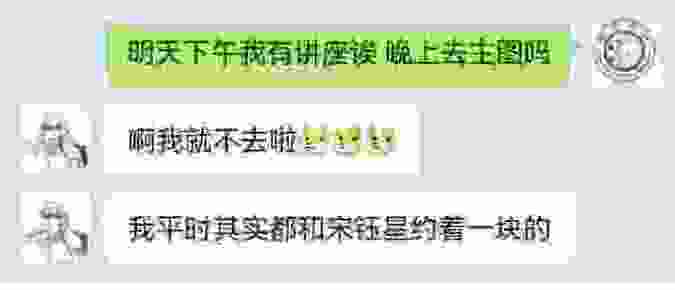 明天下午我有讲座诶 晚上去主图吗
啊我就不去啦
我平时其实都和宋钰星约着一块的